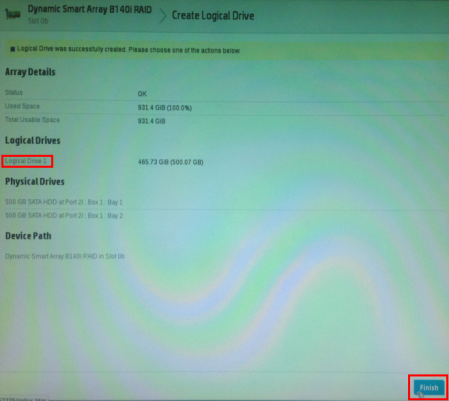 Dynamic Smart Array B140i RAID
Slot 0b
Create Logical Drive
Logical Drive was successfully created. Please choose one of the actions below.
Array Details
Status OK
Used Space 931.4 GiB (100.0%)
Total Usable Space 931.4 GiB
Logical Drives
Logical Drive 1 465.73 GiB (500.07 GB)
Physical Drives
500 GB SATA HDD at Port 2I : Box 1 : Bay 1
500 GB SATA HDD at Port 2I : Box 1 : Bay 2
Device Path
Dynamic Smart Array B140i RAID in Slot 0b
Finish